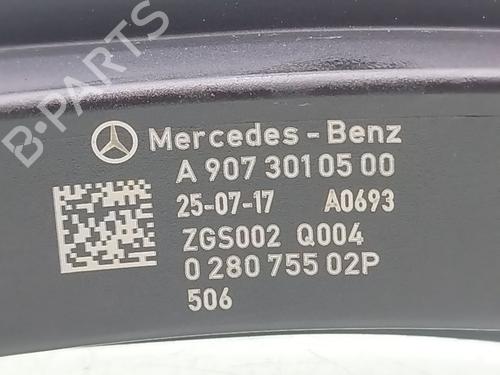 B-PARTS
Mercedes-Benz
A 907 301 05 00
25-07-17 A0693
ZGS002 Q004
0 280 755 02P
506